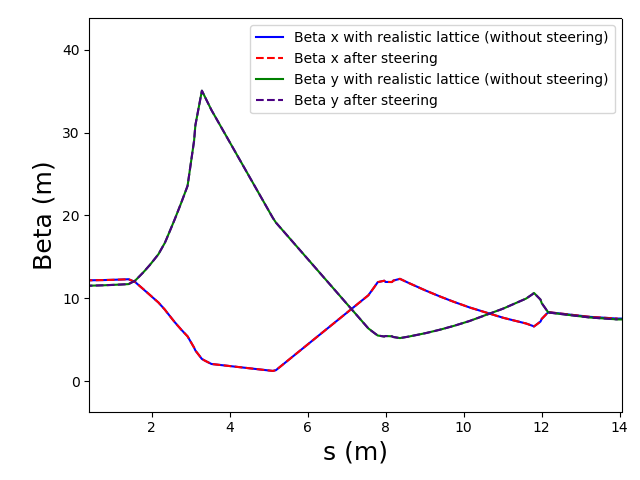 Beta x with realistic lattice (without steering)
Beta x after steering
Beta y with realistic lattice (without steering)
Beta y after steering
Beta (m)
40
30
20
10
0
2 4 6 8 10 12 14
s (m)